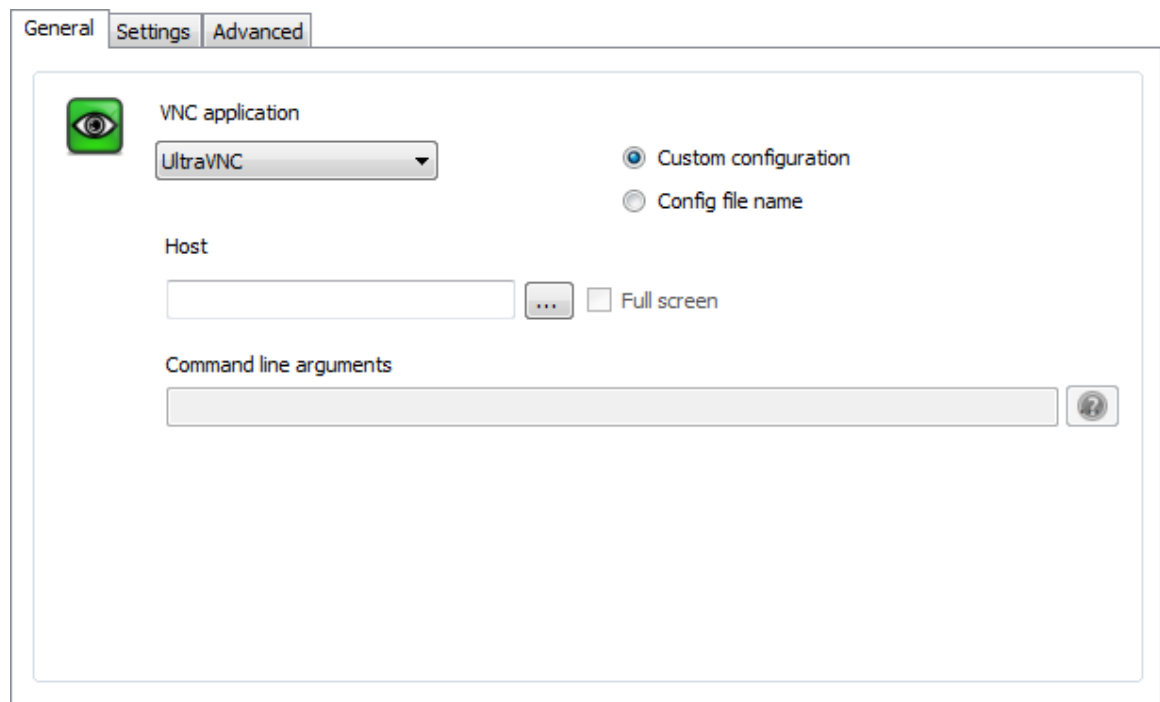 General Settings Advanced
VNC application
UltraVNC
Custom configuration
Config file name
Host
... Full screen
Command line arguments
?